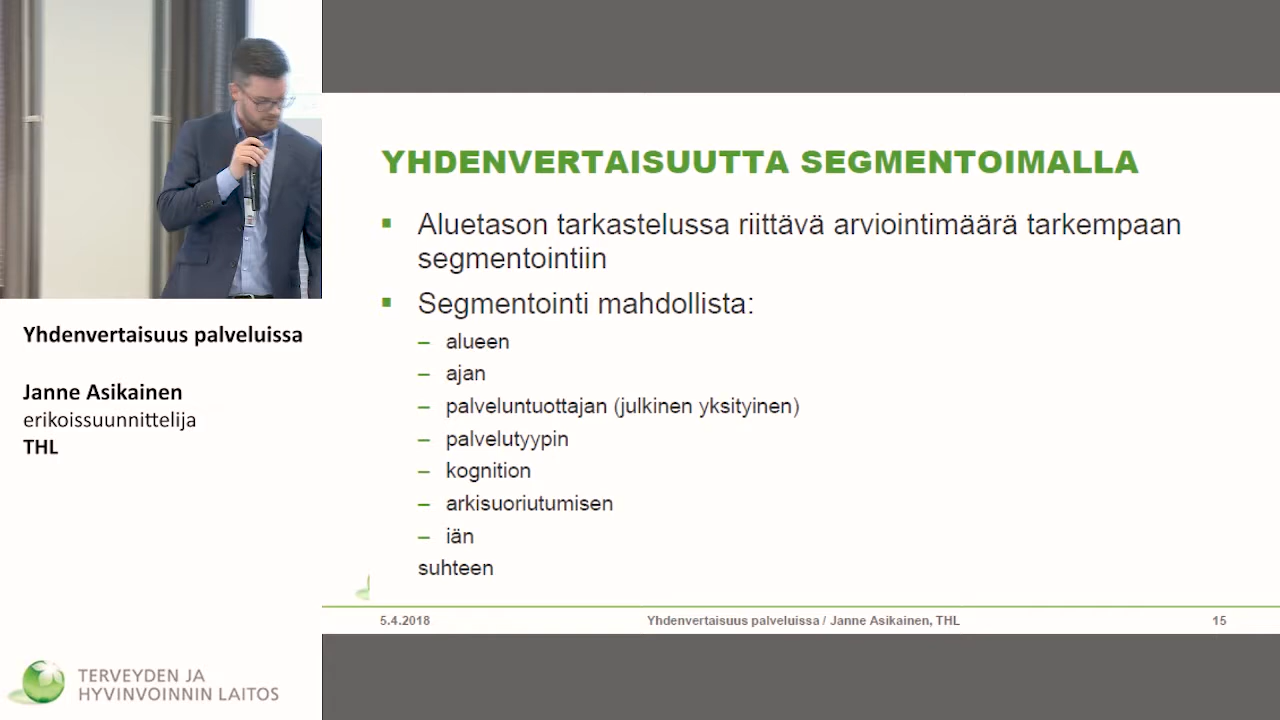 Yhdenvertaisuus palveluissa
Janne Asikainen
erikoissuunnittelija
THL
TERVEYDEN JA
HYVINVOINNIN LAITOS
YHDENVERTAISUUTTA SEGMENTOIMALLA
▪ Aluetason tarkastelussa riittävä arviointimäärä tarkempaan
segmentointiin
▪ Segmentointi mahdollista:
– alueen
– ajan
– palveluntuottajan (julkinen yksityinen)
– palvelutyypin
– kognition
– arkisuoriutumisen
– iän
suhteen
5.4.2018 Yhdenvertaisuus palveluissa / Janne Asikainen, THL 15